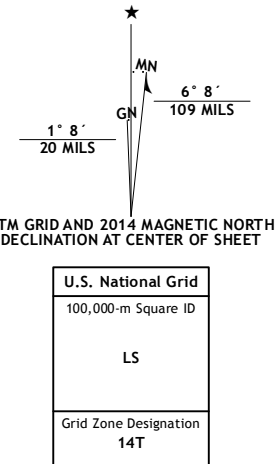 ★
MN
GN
6° 8´
109 MILS
1° 8´
20 MILS
TM GRID AND 2014 MAGNETIC NORTH
DECLINATION AT CENTER OF SHEET
U.S. National Grid
100,000-m Square ID
LS
Grid Zone Designation
14T